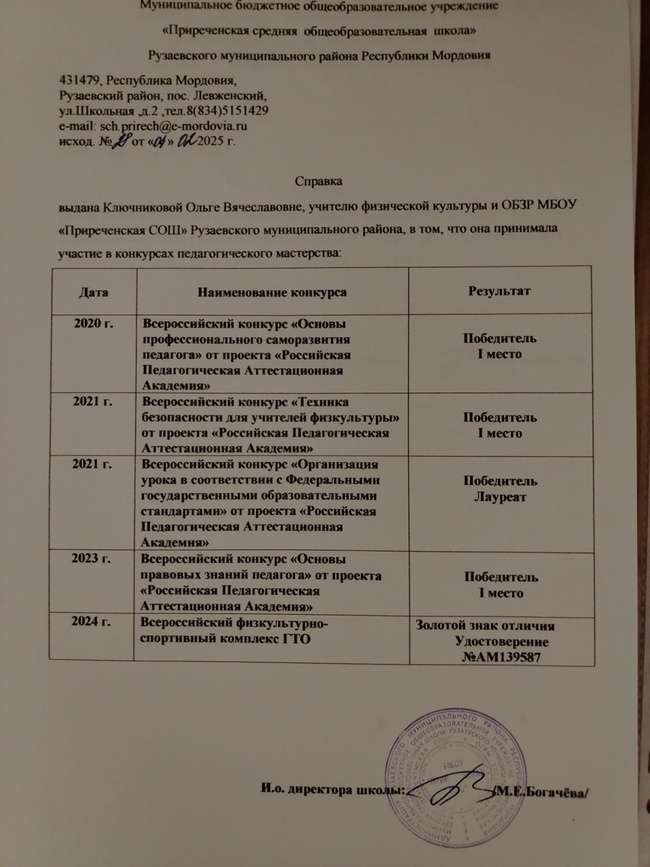 Муниципальное бюджетное общеобразовательное учреждение
«Приреченская средняя общеобразовательная школа»
Рузаевского муниципального района Республики Мордовия
431479, Республика Мордовия,
Рузаевский район, пос. Левженский,
ул.Школьная ,д.2 ,тел.8(834)5151429
e-mail: sch.prirech@e-mordovia.ru
исход. № от « » 2025 г.
Справка
выдана Ключниковой Ольге Вячеславовне, учителю физической культуры и ОБЗР МБОУ
«Приреченская СОШ» Рузаевского муниципального района, в том, что она принимала
участие в конкурсах педагогического мастерства:
Дата Наименование конкурса Результат
2020 г. Всероссийский конкурс «Основы
профессионального саморазвития
педагога» от проекта «Российская
Педагогическая Аттестационная
Академия»
Победитель
I место
2021 г. Всероссийский конкурс «Техника
безопасности для учителей физкультуры»
от проекта «Российская Педагогическая
Аттестационная Академия»
Победитель
I место
2021 г. Всероссийский конкурс «Организация
урока в соответствии с Федеральными
государственными образовательными
стандартами» от проекта «Российская
Педагогическая Аттестационная
Академия»
Победитель
Лауреат
2023 г. Всероссийский конкурс «Основы
правовых знаний педагога» от проекта
«Российская Педагогическая
Аттестационная Академия»
Победитель
I место
2024 г. Всероссийский физкультурно-
спортивный комплекс ГТО
Золотой знак отличия
Удостоверение
№АМ139587
И.о. директора школы: /М.Е.Богачёва/